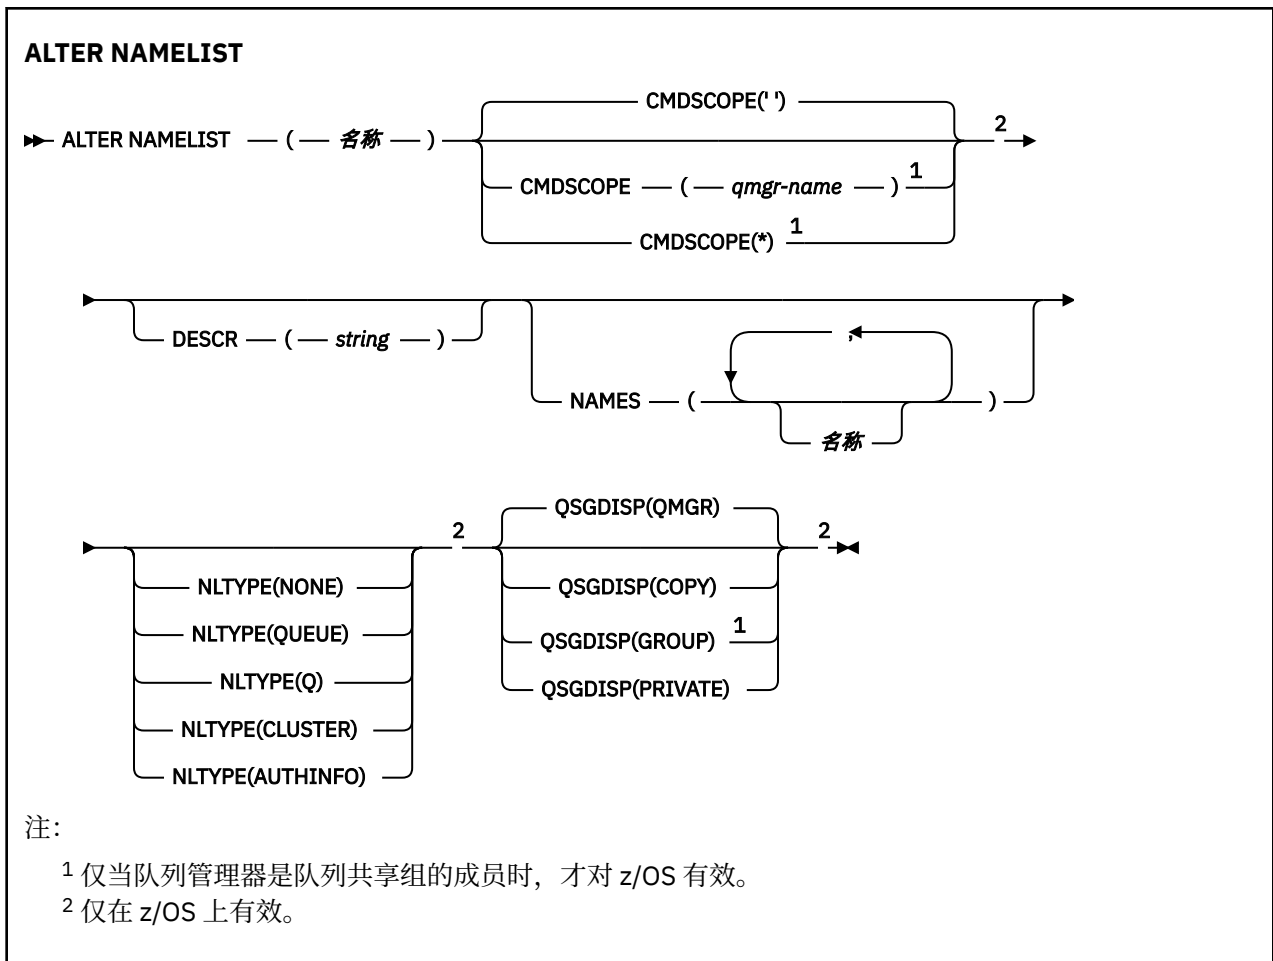 ALTER NAMELIST
CMDSCOPE(' ')
ALTER NAMELIST ( 名称 ) 2
CMDSCOPE ( qmgr-name ) 1
CMDSCOPE(*) 1
DESCR ( string )
,
NAMES ( )
名称
QSGDISP(QMGR)
2 2
NLTYPE(NONE) QSGDISP(COPY)
NLTYPE(QUEUE) QSGDISP(GROUP) 1
NLTYPE(Q) QSGDISP(PRIVATE)
NLTYPE(CLUSTER)
NLTYPE(AUTHINFO)
注：
1 仅当队列管理器是队列共享组的成员时，才对 z/OS 有效。
2 仅在 z/OS 上有效。